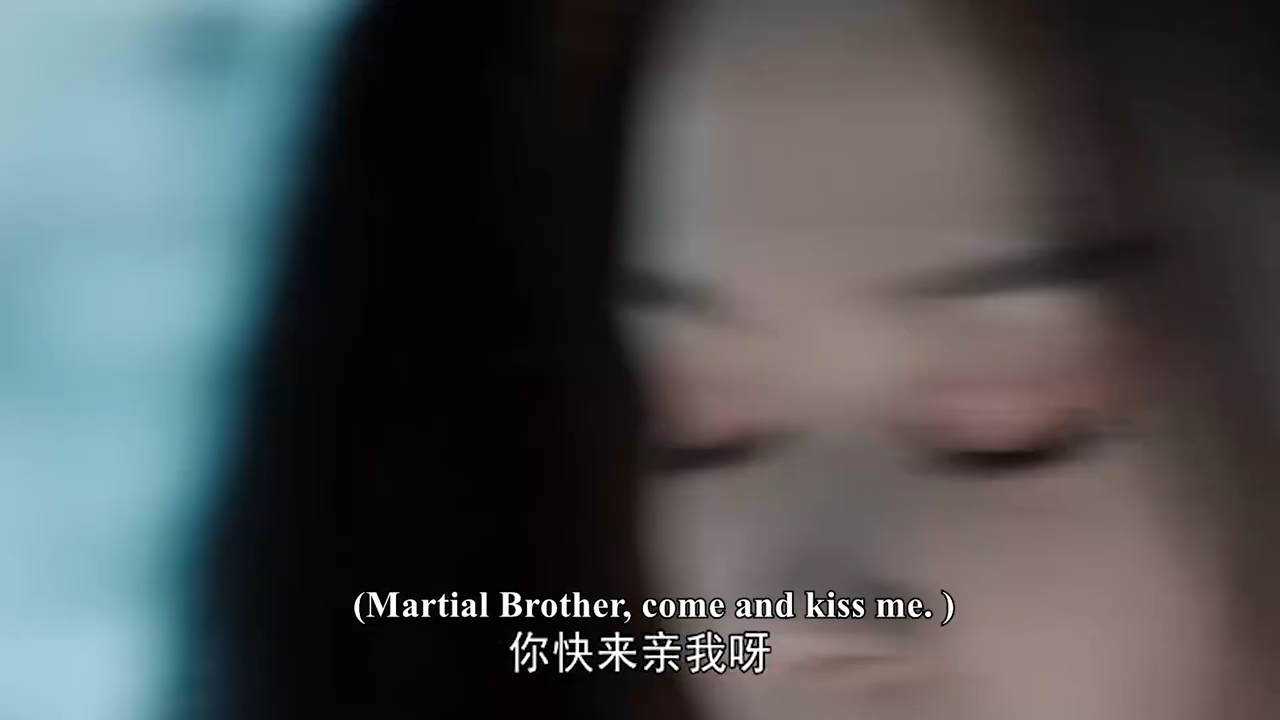 (Martial Brother, come and kiss me. )
你快来亲我呀